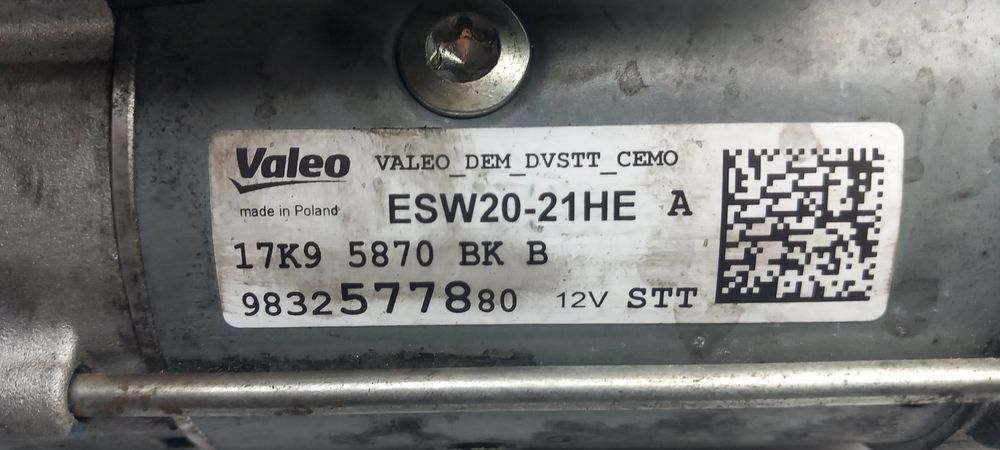 Valeo VALEO_DEM_DVSTT_CEMO
made in Poland ESW20-21HE A
17K9 5870 BK B
9832577880 12V STT